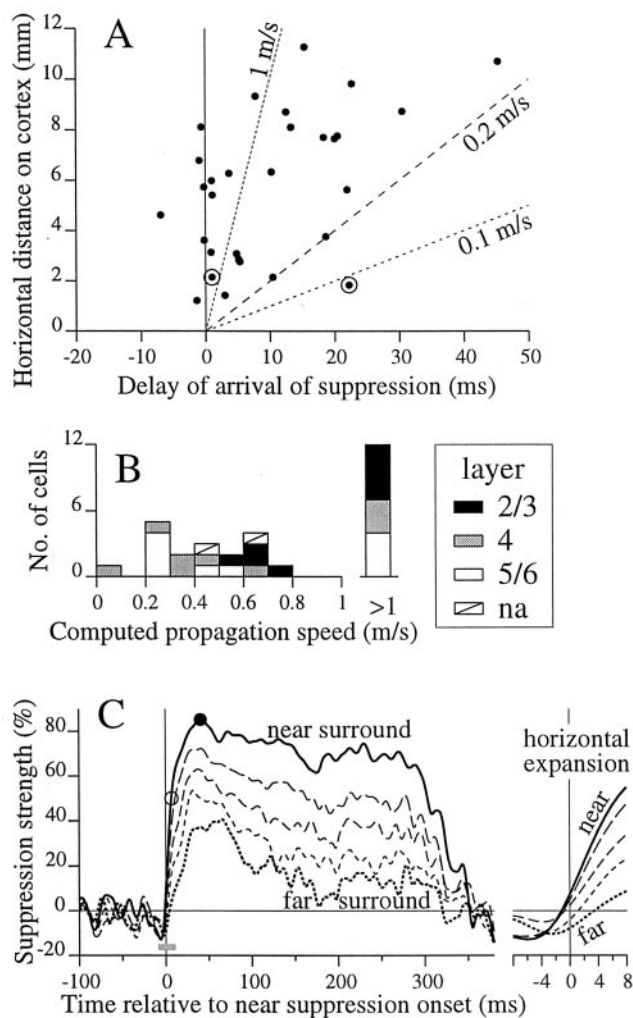 A
Horizontal distance on cortex (mm)
12
10
8
6
4
2
0
1 m/s
0.2 m/s
0.1 m/s
-20 -10 0 10 20 30 40 50
Delay of arrival of suppression (ms)
B
No. of cells
12
6
0
0 0.2 0.4 0.6 0.8 1 >1
Computed propagation speed (m/s)
layer
2/3
4
5/6
na
C
Suppression strength (%)
80
60
40
20
0
-20
near surround
far surround
-100 0 100 200 300
Time relative to near suppression onset (ms)
horizontal
expansion
near
far
-4 0 4 8